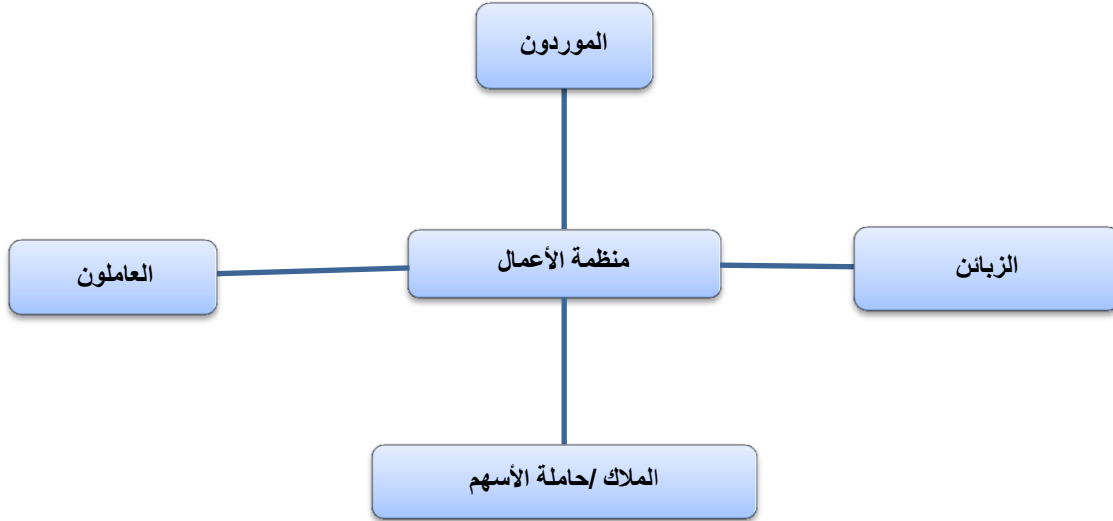 الموردون
منظمة الأعمال
الزبائن
العاملون
الملاك /حاملة الأسهم